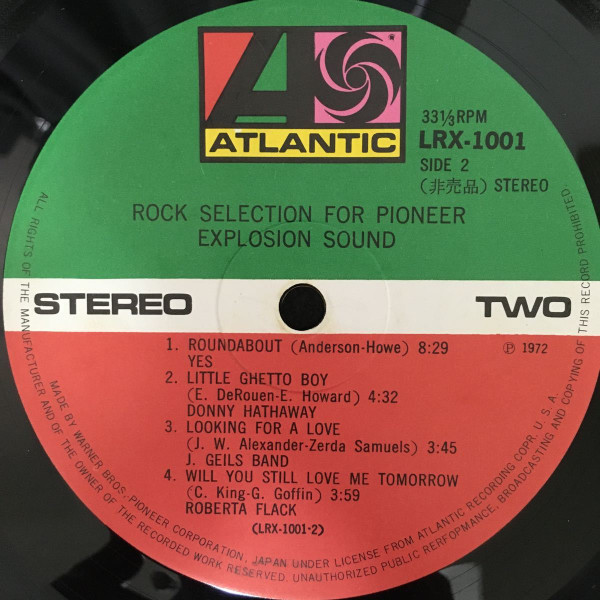 ATLANTIC
33⅓RPM
LRX-1001
SIDE 2
(非売品) STEREO
ROCK SELECTION FOR PIONEER
EXPLOSION SOUND
STEREO TWO
1. ROUNDABOUT (Anderson-Howe) 8:29
YES
℗ 1972
2. LITTLE GHETTO BOY
(E. DeRouen-E. Howard) 4:32
DONNY HATHAWAY
3. LOOKING FOR A LOVE
(J. W. Alexander-Zerda Samuels) 3:45
J. GEILS BAND
4. WILL YOU STILL LOVE ME TOMORROW
(C. King-G. Goffin) 3:59
ROBERTA FLACK
(LRX-1001-2)
MADE BY WARNER BROS. PIONEER CORPORATION, JAPAN UNDER LICENSE FROM ATLANTIC RECORDING COPR. U. S. A.
ALL RIGHTS OF THE MANUFACTURER AND OF THE OWNER OF THE RECORDED WORK RESERVED. UNAUTHORIZED PUBLIC RERFOPMANCE, BROADCASTING AND COPYING OF THIS RECORD PROHIBITED.